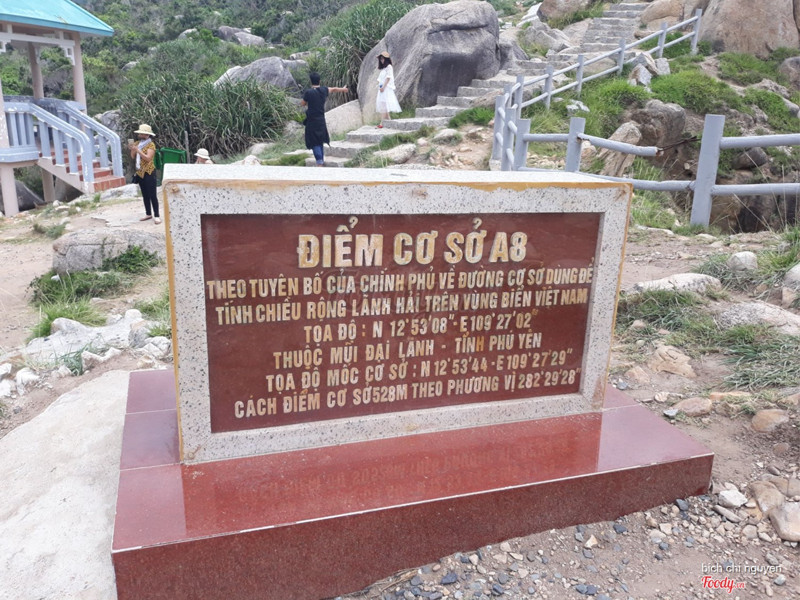 ĐIỂM CƠ SỞ A8
THEO TUYÊN BỐ CỦA CHÍNH PHỦ VỀ ĐƯỜNG CƠ SỞ DÙNG ĐỂ
TÍNH CHIỀU RỘNG LÃNH HẢI TRÊN VÙNG BIỂN VIỆT NAM
TỌA ĐỘ : N 12°53'08" - E 109°27'02"
THUỘC MŨI ĐẠI LÃNH - TỈNH PHÚ YÊN
TỌA ĐỘ MỐC CƠ SỞ : N 12°53'44 - E 109°27'29"
CÁCH ĐIỂM CƠ SỞ 528M THEO PHƯƠNG VỊ 282°29'28"
bich chi nguyen
Foody.vn